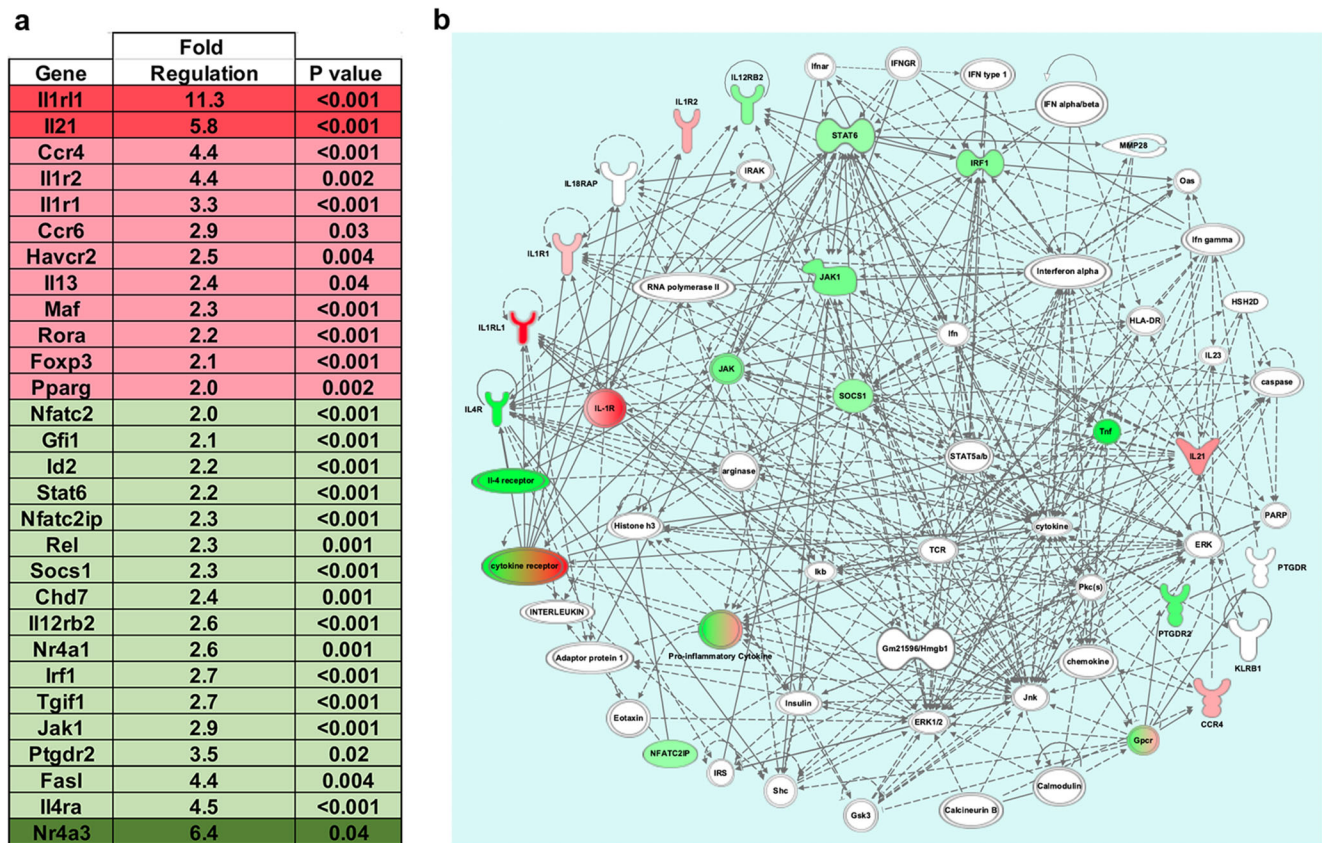 a
Fold
Gene Regulation P value
Il1rl1 11.3 <0.001
Il21 5.8 <0.001
Ccr4 4.4 <0.001
Il1r2 4.4 0.002
Il1r1 3.3 <0.001
Ccr6 2.9 0.03
Havcr2 2.5 0.004
Il13 2.4 0.04
Maf 2.3 <0.001
Rora 2.2 <0.001
Foxp3 2.1 <0.001
Pparg 2.0 0.002
Nfatc2 2.0 <0.001
Gfi1 2.1 <0.001
Id2 2.2 <0.001
Stat6 2.2 <0.001
Nfatc2ip 2.3 <0.001
Rel 2.3 0.001
Socs1 2.3 <0.001
Chd7 2.4 0.001
Il12rb2 2.6 <0.001
Nr4a1 2.6 0.001
Irf1 2.7 <0.001
Tgif1 2.7 <0.001
Jak1 2.9 <0.001
Ptgdr2 3.5 0.02
Fasl 4.4 0.004
Il4ra 4.5 <0.001
Nr4a3 6.4 0.04
b
Ifnar
IFNGR
IFN type 1
IL12RB2
IFN alpha/beta
IL1R2
STAT6
MMP28
IRF1
IRAK
IL18RAP
Oas
IL1R1
Ifn gamma
Interferon alpha
JAK1
RNA polymerase II
HSH2D
IL1RL1
HLA-DR
Ifn
IL23
JAK
caspase
SOCS1
IL4R
IL-1R
Tnf
IL21
STAT5a/b
arginase
Il-4 receptor
PARP
Histone h3
cytokine
ERK
TCR
PTGDR
cytokine receptor
Ikb
Pkc(s)
INTERLEUKIN
PTGDR2
Pro-inflammatory Cytokine
Gm21596/Hmgb1
KLRB1
Adaptor protein 1
chemokine
Jnk
Insulin
CCR4
Eotaxin
ERK1/2
Gpcr
NFATC2IP
IRS
Shc
Calmodulin
Gsk3
Calcineurin B